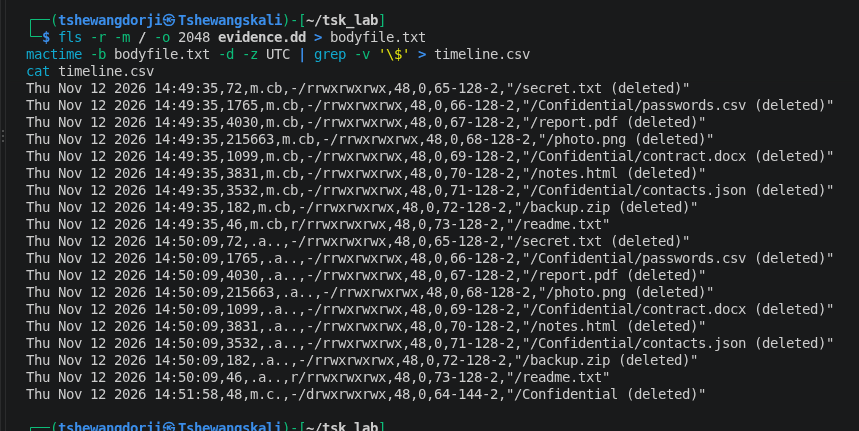 ┌──(tshewangdorji㉿Tshewangskali)-[~/tsk_lab]
└─$ fls -r -m / -o 2048 evidence.dd > bodyfile.txt
mactime -b bodyfile.txt -d -z UTC | grep -v '\$' > timeline.csv
cat timeline.csv
Thu Nov 12 2026 14:49:35,72,m.cb,-/rrwxrwxrwx,48,0,65-128-2,"/secret.txt (deleted)"
Thu Nov 12 2026 14:49:35,1765,m.cb,-/rrwxrwxrwx,48,0,66-128-2,"/Confidential/passwords.csv (deleted)"
Thu Nov 12 2026 14:49:35,4030,m.cb,-/rrwxrwxrwx,48,0,67-128-2,"/report.pdf (deleted)"
Thu Nov 12 2026 14:49:35,215663,m.cb,-/rrwxrwxrwx,48,0,68-128-2,"/photo.png (deleted)"
Thu Nov 12 2026 14:49:35,1099,m.cb,-/rrwxrwxrwx,48,0,69-128-2,"/Confidential/contract.docx (deleted)"
Thu Nov 12 2026 14:49:35,3831,m.cb,-/rrwxrwxrwx,48,0,70-128-2,"/notes.html (deleted)"
Thu Nov 12 2026 14:49:35,3532,m.cb,-/rrwxrwxrwx,48,0,71-128-2,"/Confidential/contacts.json (deleted)"
Thu Nov 12 2026 14:49:35,182,m.cb,-/rrwxrwxrwx,48,0,72-128-2,"/backup.zip (deleted)"
Thu Nov 12 2026 14:49:35,46,m.cb,r/rrwxrwxrwx,48,0,73-128-2,"/readme.txt"
Thu Nov 12 2026 14:50:09,72,.a..,-/rrwxrwxrwx,48,0,65-128-2,"/secret.txt (deleted)"
Thu Nov 12 2026 14:50:09,1765,.a..,-/rrwxrwxrwx,48,0,66-128-2,"/Confidential/passwords.csv (deleted)"
Thu Nov 12 2026 14:50:09,4030,.a..,-/rrwxrwxrwx,48,0,67-128-2,"/report.pdf (deleted)"
Thu Nov 12 2026 14:50:09,215663,.a..,-/rrwxrwxrwx,48,0,68-128-2,"/photo.png (deleted)"
Thu Nov 12 2026 14:50:09,1099,.a..,-/rrwxrwxrwx,48,0,69-128-2,"/Confidential/contract.docx (deleted)"
Thu Nov 12 2026 14:50:09,3831,.a..,-/rrwxrwxrwx,48,0,70-128-2,"/notes.html (deleted)"
Thu Nov 12 2026 14:50:09,3532,.a..,-/rrwxrwxrwx,48,0,71-128-2,"/Confidential/contacts.json (deleted)"
Thu Nov 12 2026 14:50:09,182,.a..,-/rrwxrwxrwx,48,0,72-128-2,"/backup.zip (deleted)"
Thu Nov 12 2026 14:50:09,46,.a..,r/rrwxrwxrwx,48,0,73-128-2,"/readme.txt"
Thu Nov 12 2026 14:51:58,48,m.c.,-/drwxrwxrwx,48,0,64-144-2,"/Confidential (deleted)"
┌──(tshewangdorji㉿Tshewangskali)-[~/tsk_lab]